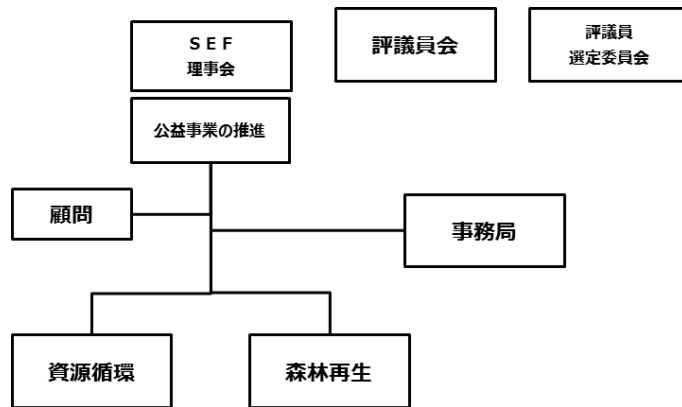 ＳＥＦ
理事会
評議員会
評議員
選定委員会
公益事業の推進
顧問
事務局
資源循環
森林再生